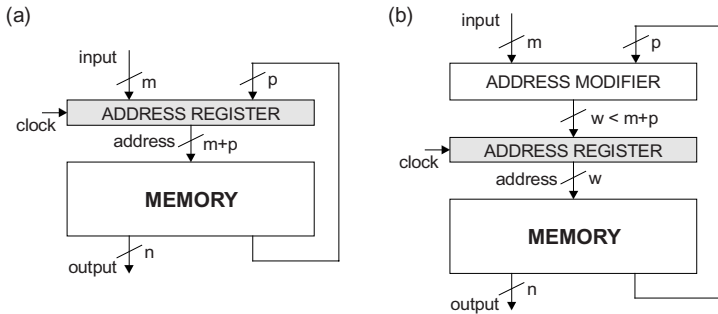 (a)
input
m
p
ADDRESS REGISTER
clock
address
m+p
MEMORY
n
output
(b)
input
m
p
ADDRESS MODIFIER
w < m+p
ADDRESS REGISTER
clock
address
w
MEMORY
n
output